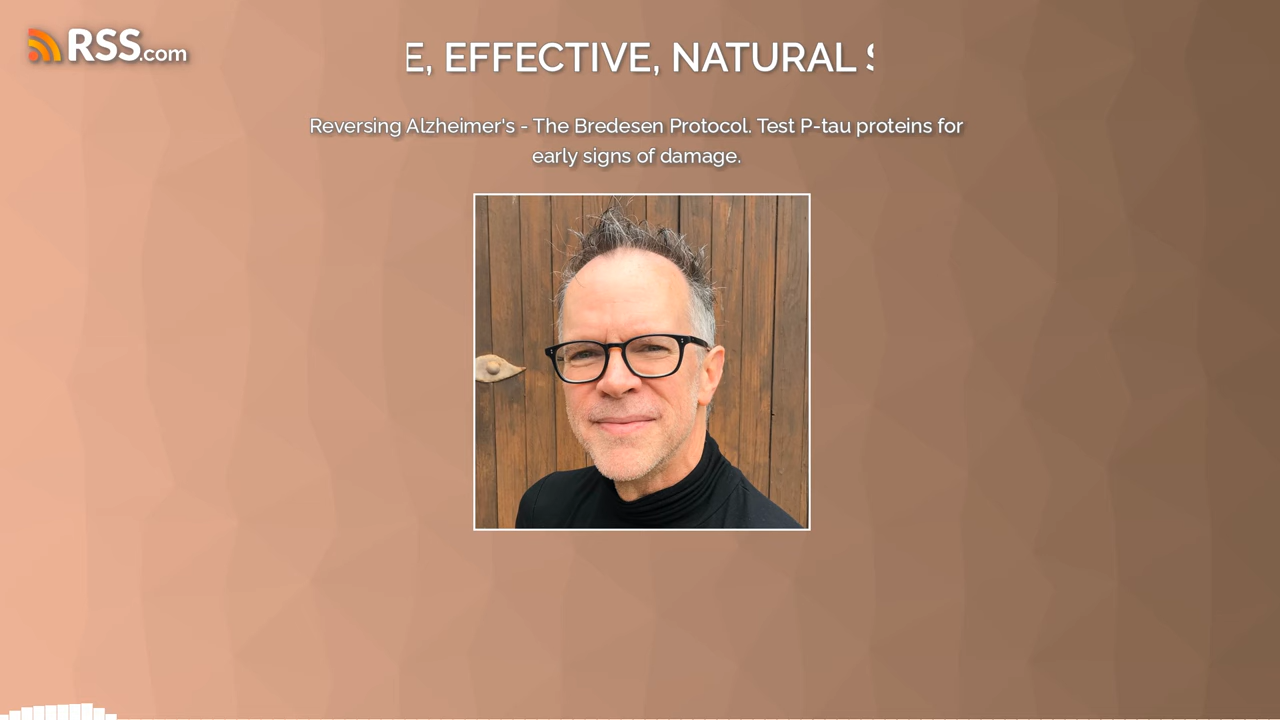 RSS.com
E, EFFECTIVE, NATURAL
Reversing Alzheimer's - The Bredesen Protocol. Test P-tau proteins for
early signs of damage.